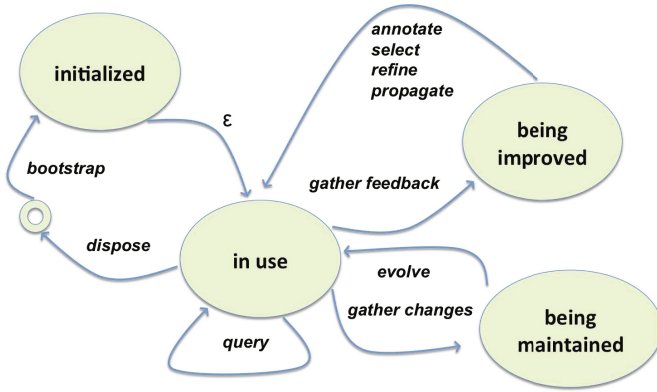 annotate
select
refine
propagate
initialized
ε
being
improved
bootstrap
gather feedback
dispose
in use
evolve
gather changes
being
maintained
query